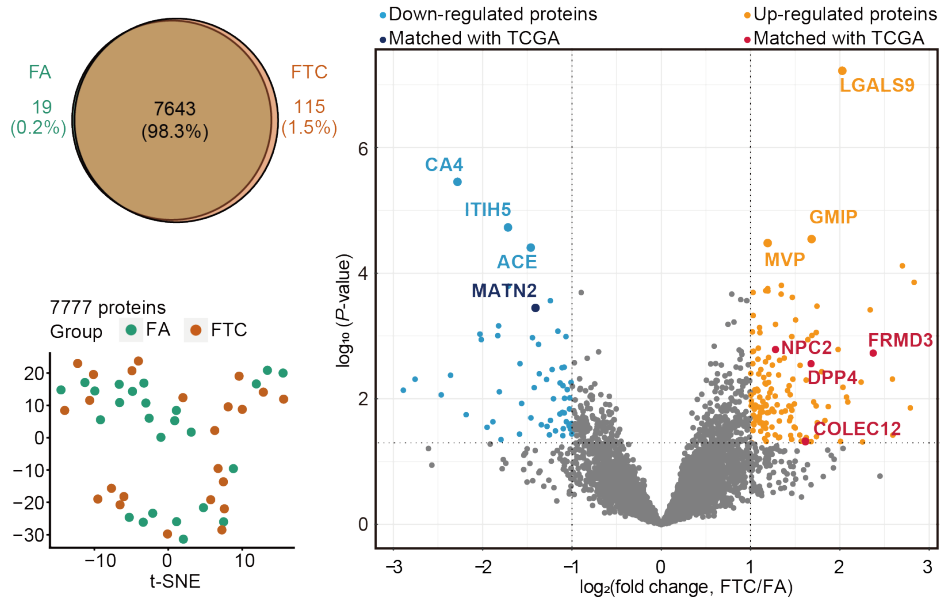 FA
19
(0.2%)
7643
(98.3%)
FTC
115
(1.5%)
7777 proteins
Group FA FTC
20
10
0
−10
−20
−30
−10 0 10
t-SNE
Down-regulated proteins
Matched with TCGA
Up-regulated proteins
Matched with TCGA
LGALS9
CA4
ITIH5
GMIP
ACE
MVP
MATN2
NPC2
FRMD3
DPP4
COLEC12
log₁₀ (P-value)
6
4
2
0
−3 −2 −1 0 1 2 3
log₂(fold change, FTC/FA)